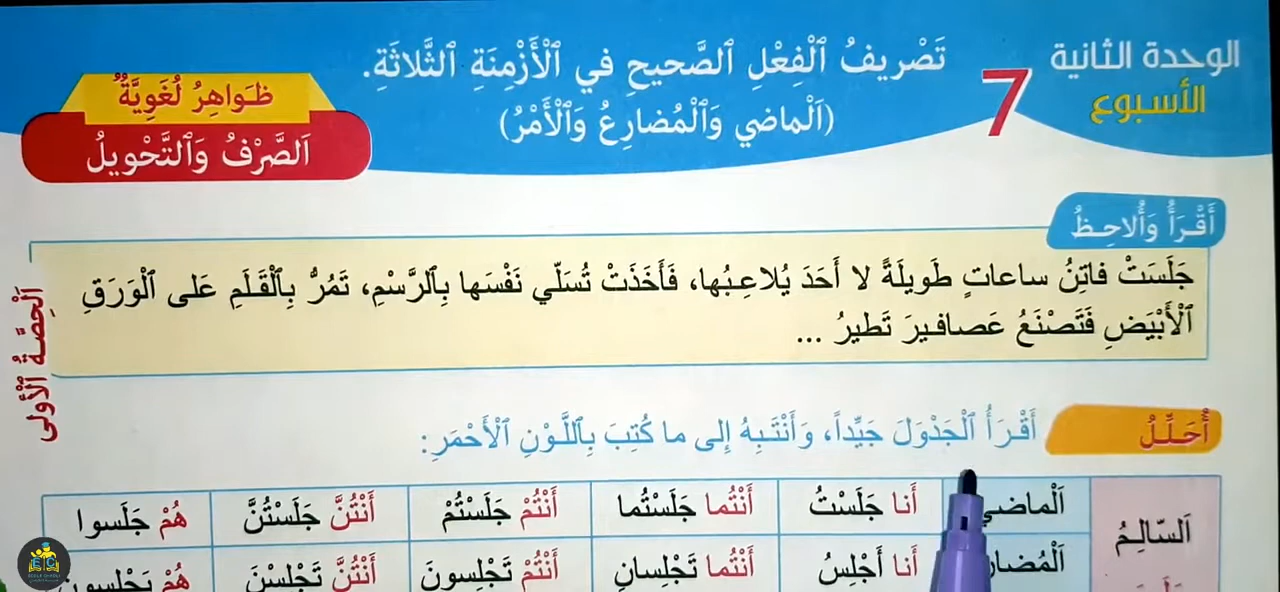 الوحدة الثانية
الأسبوع
7
تَصْريفُ ٱلْفِعْلِ ٱلصَّحيحِ في ٱلْأَزْمِنَةِ ٱلثَّلاثَةِ.
(اَلْماضي وَٱلْمُضارِعُ وَٱلْأَمْرُ)
ظَواهِرُ لُغَوِيَّةٌ
اَلصَّرْفُ وَٱلتَّحْويلُ
أَقْرَأُ وَأُلاحِظُ
اَلْحِصَّةُ ٱلْأولى
جَلَسَتْ فاتِنُ ساعاتٍ طَويلَةً لا أَحَدَ يُلاعِبُها، فَأَخَذَتْ تُسَلّي نَفْسَها بِٱلرَّسْمِ، تَمُرُّ بِٱلْقَلَمِ عَلى ٱلْوَرَقِ
ٱلْأَبْيَضِ فَتَصْنَعُ عَصافيرَ تَطيرُ ...
أُحَلِّلُ
أَقْرَأُ ٱلْجَدْوَلَ جَيِّداً، وَأَنْتَبِهُ إِلى ما كُتِبَ بِٱللَّوْنِ ٱلْأَحْمَرِ:
اَلسّالِمُ
اَلْماضي أَنا جَلَسْتُ أَنْتُما جَلَسْتُما أَنْتُمْ جَلَسْتُمْ أَنْتُنَّ جَلَسْتُنَّ هُمْ جَلَسوا
أَنا أَجْلِسُ أَنْتُما تَجْلِسانِ أَنْتُمْ تَجْلِسونَ أَنْتُنَّ تَجْلِسْنَ هُمْ يَجْلِسونَ